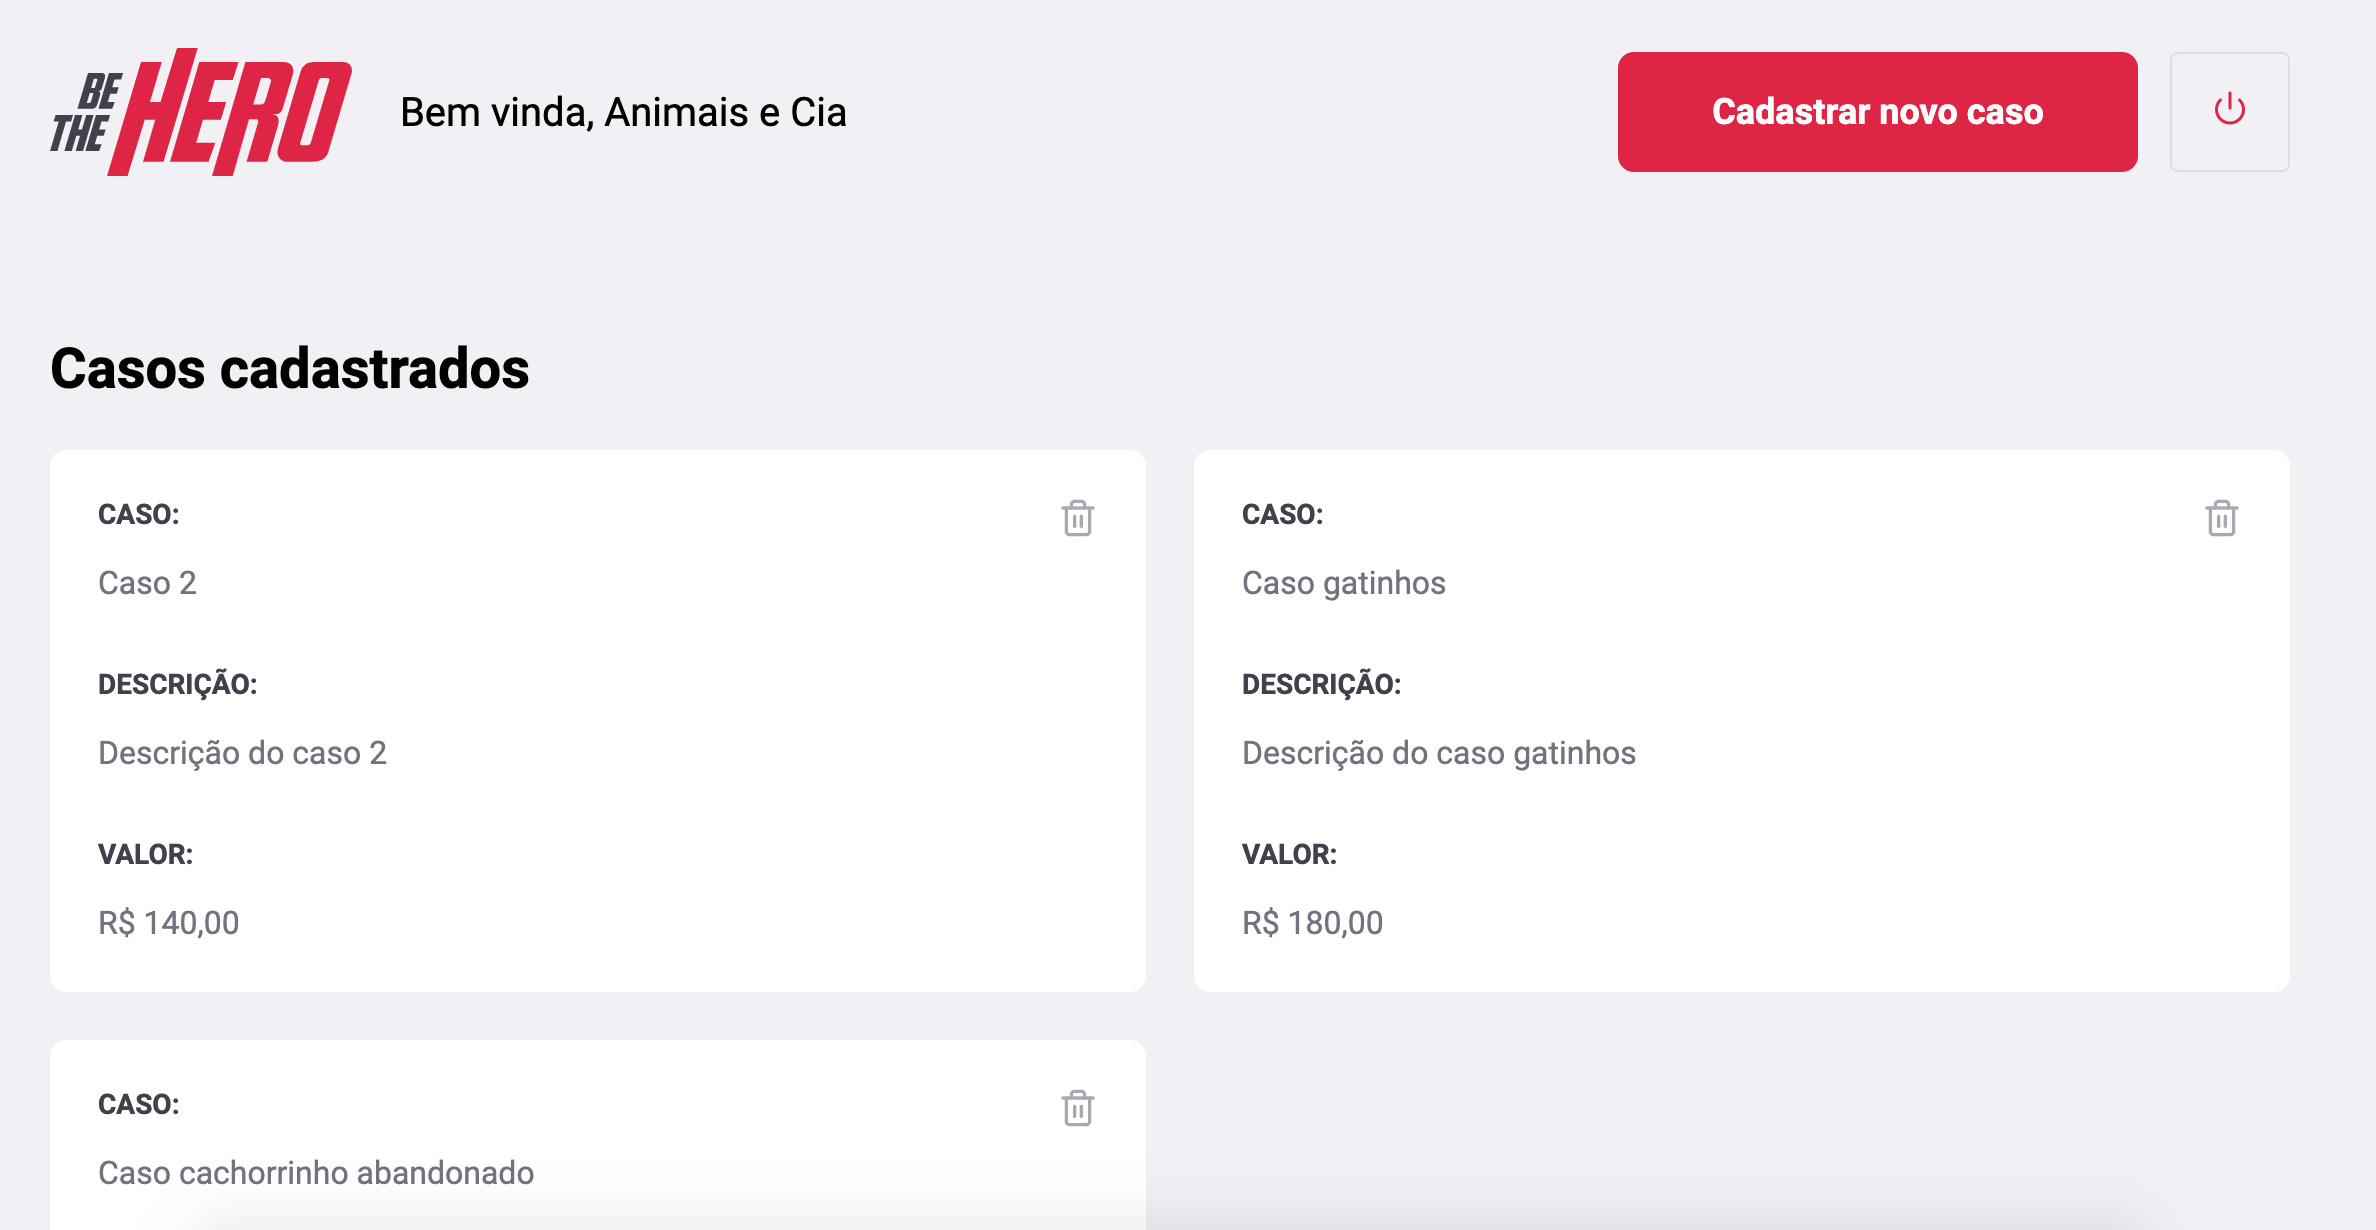 BE
THE
HERO
Bem vinda, Animais e Cia
Cadastrar novo caso
Casos cadastrados
CASO:
Caso 2
DESCRIÇÃO:
Descrição do caso 2
VALOR:
R$ 140,00
CASO:
Caso gatinhos
DESCRIÇÃO:
Descrição do caso gatinhos
VALOR:
R$ 180,00
CASO:
Caso cachorrinho abandonado